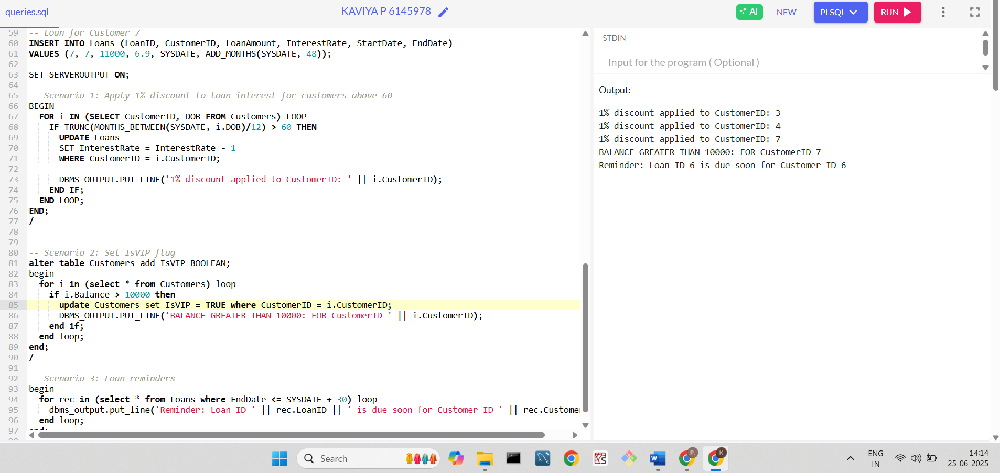 queries.sql
KAVIYA P 6145978
AI
NEW
PLSQL
RUN
59 -- Loan for Customer 7
60 INSERT INTO Loans (LoanID, CustomerID, LoanAmount, InterestRate, StartDate, EndDate)
61 VALUES (7, 7, 11000, 6.9, SYSDATE, ADD_MONTHS(SYSDATE, 48));
62
63 SET SERVEROUTPUT ON;
64
65 -- Scenario 1: Apply 1% discount to loan interest for customers above 60
66 BEGIN
67 FOR i IN (SELECT CustomerID, DOB FROM Customers) LOOP
68 IF TRUNC(MONTHS_BETWEEN(SYSDATE, i.DOB)/12) > 60 THEN
69 UPDATE Loans
70 SET InterestRate = InterestRate - 1
71 WHERE CustomerID = i.CustomerID;
72
73 DBMS_OUTPUT.PUT_LINE('1% discount applied to CustomerID: ' || i.CustomerID);
74 END IF;
75 END LOOP;
76 END;
77 /
78
79
80 -- Scenario 2: Set IsVIP flag
81 alter table Customers add IsVIP BOOLEAN;
82 begin
83 for i in (select * from Customers) loop
84 if i.Balance > 10000 then
85 update Customers set IsVIP = TRUE where CustomerID = i.CustomerID;
86 DBMS_OUTPUT.PUT_LINE('BALANCE GREATER THAN 10000: FOR CustomerID ' || i.CustomerID);
87 end if;
88 end loop;
89 end;
90 /
91
92 -- Scenario 3: Loan reminders
93 begin
94 for rec in (select * from Loans where EndDate <= SYSDATE + 30) loop
95 dbms_output.put_line('Reminder: Loan ID ' || rec.LoanID || ' is due soon for Customer ID ' || rec.Customer
96 end loop;
97 end;
STDIN
Input for the program ( Optional )
Output:
1% discount applied to CustomerID: 3
1% discount applied to CustomerID: 4
1% discount applied to CustomerID: 7
BALANCE GREATER THAN 10000: FOR CustomerID 7
Reminder: Loan ID 6 is due soon for Customer ID 6
Search
P
K
ENG
IN
14:14
25-06-2025